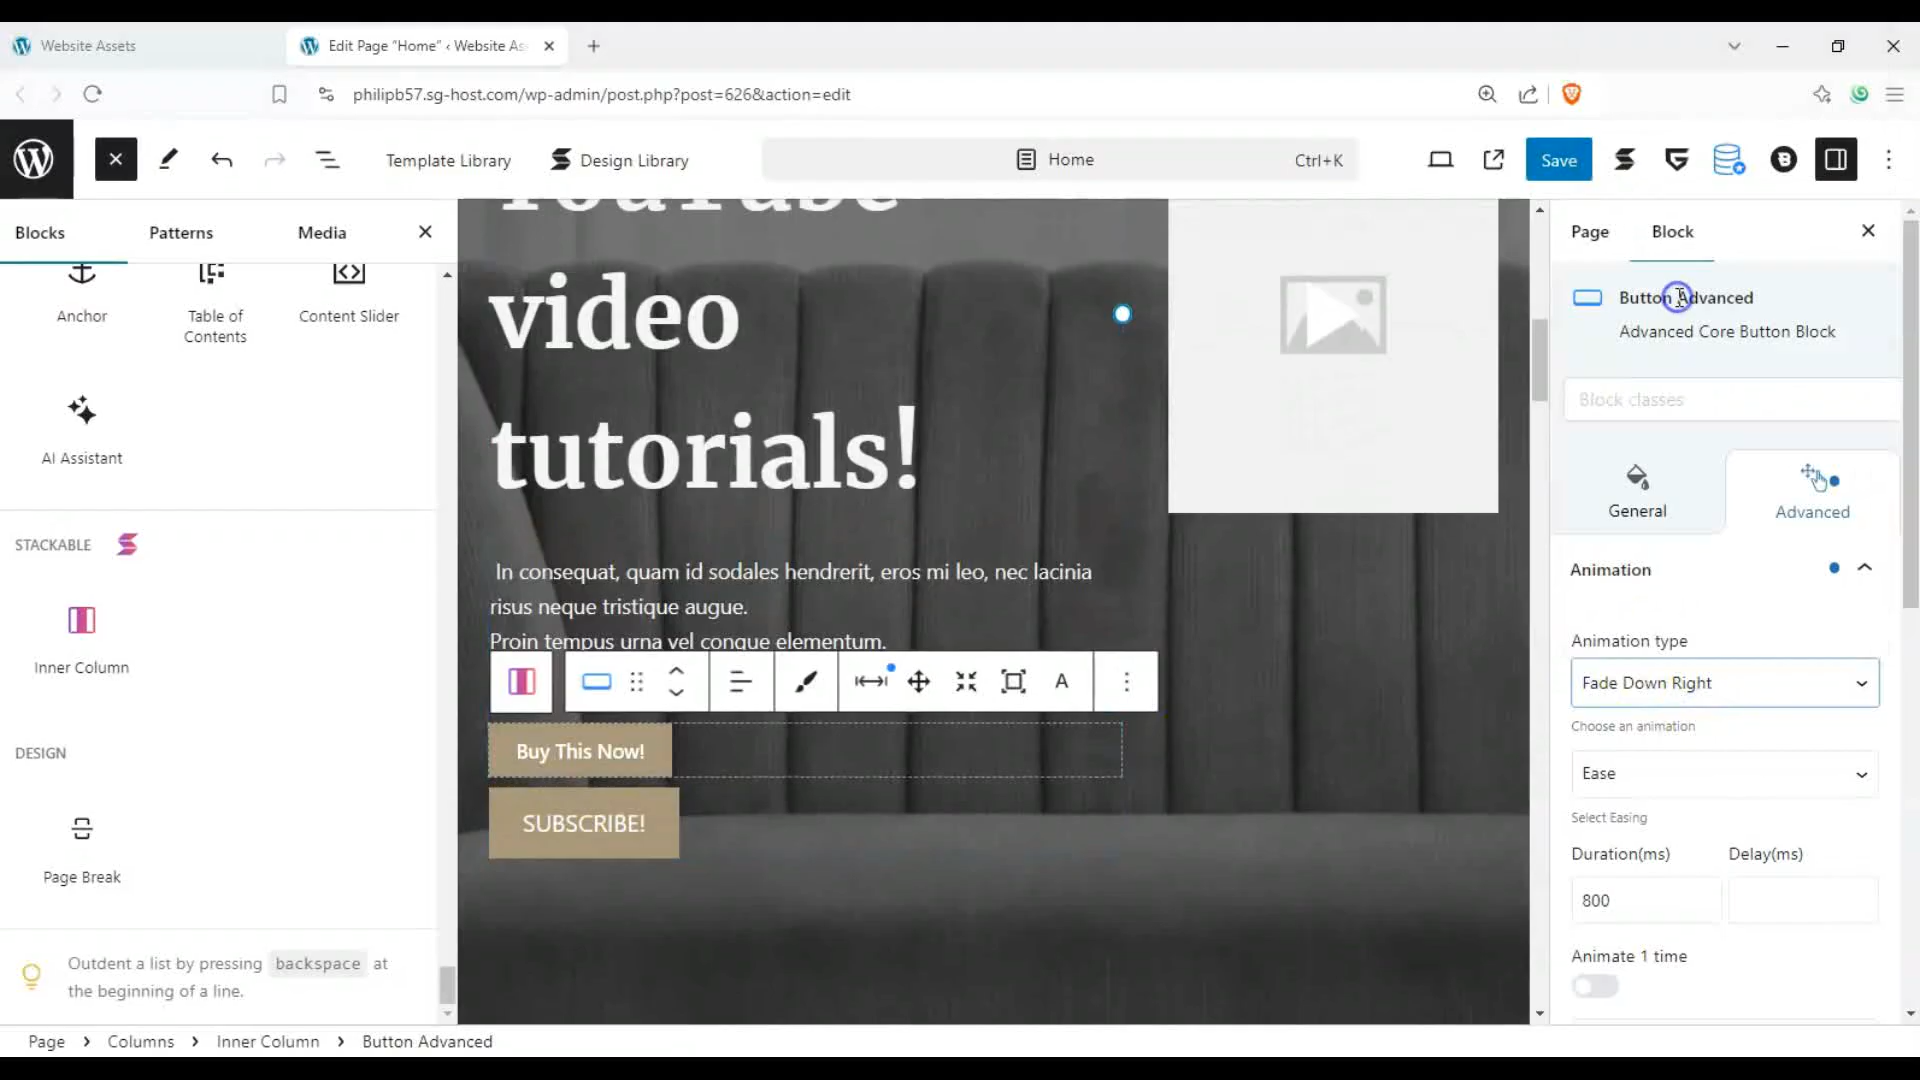 Website Assets
Edit Page "Home" ‹ Website As
philipb57.sg-host.com/wp-admin/post.php?post=626&action=edit
Template Library
Design Library
Home
Ctrl+K
Save
Blocks
Patterns
Media
YouTube
video
tutorials!
Page
Block
Button Advanced
Advanced Core Button Block
Block classes
Anchor
Table of
Contents
Content Slider
AI Assistant
General
Advanced
STACKABLE
Inner Column
In consequat, quam id sodales hendrerit, eros mi leo, nec lacinia
risus neque tristique augue.
Proin tempus urna vel congue elementum.
A
Buy This Now!
SUBSCRIBE!
Animation
Animation type
Fade Down Right
Choose an animation
Ease
Select Easing
Duration(ms)
Delay(ms)
800
Animate 1 time
DESIGN
Page Break
Outdent a list by pressing backspace at
the beginning of a line.
Page › Columns › Inner Column › Button Advanced